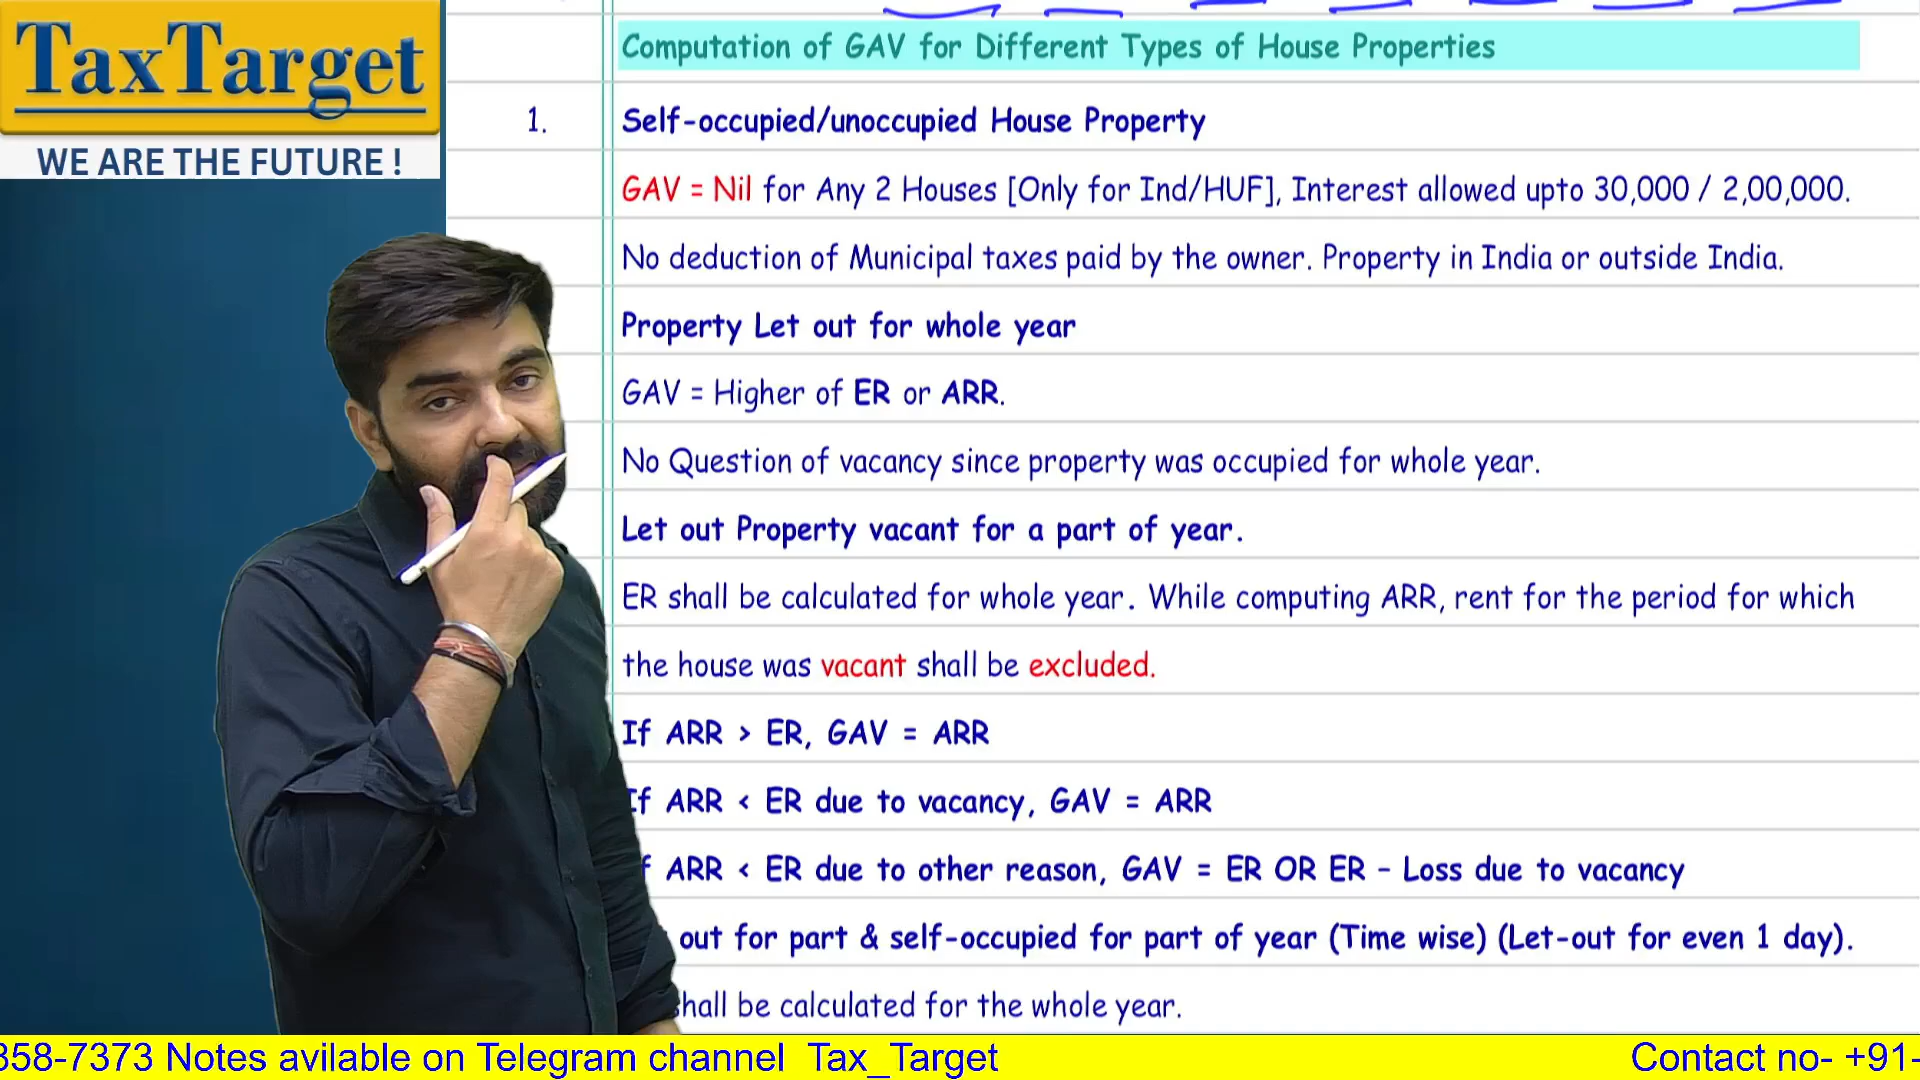 TaxTarget
WE ARE THE FUTURE !
Computation of GAV for Different Types of House Properties
1. Self-occupied/unoccupied House Property
GAV = Nil for Any 2 Houses [Only for Ind/HUF], Interest allowed upto 30,000 / 2,00,000.
No deduction of Municipal taxes paid by the owner. Property in India or outside India.
Property Let out for whole year
GAV = Higher of ER or ARR.
No Question of vacancy since property was occupied for whole year.
Let out Property vacant for a part of year.
ER shall be calculated for whole year. While computing ARR, rent for the period for which
the house was vacant shall be excluded.
If ARR > ER, GAV = ARR
If ARR < ER due to vacancy, GAV = ARR
ARR < ER due to other reason, GAV = ER OR ER - Loss due to vacancy
out for part & self-occupied for part of year (Time wise) (Let-out for even 1 day).
shall be calculated for the whole year.
358-7373 Notes avilable on Telegram channel Tax_Target Contact no- +91-